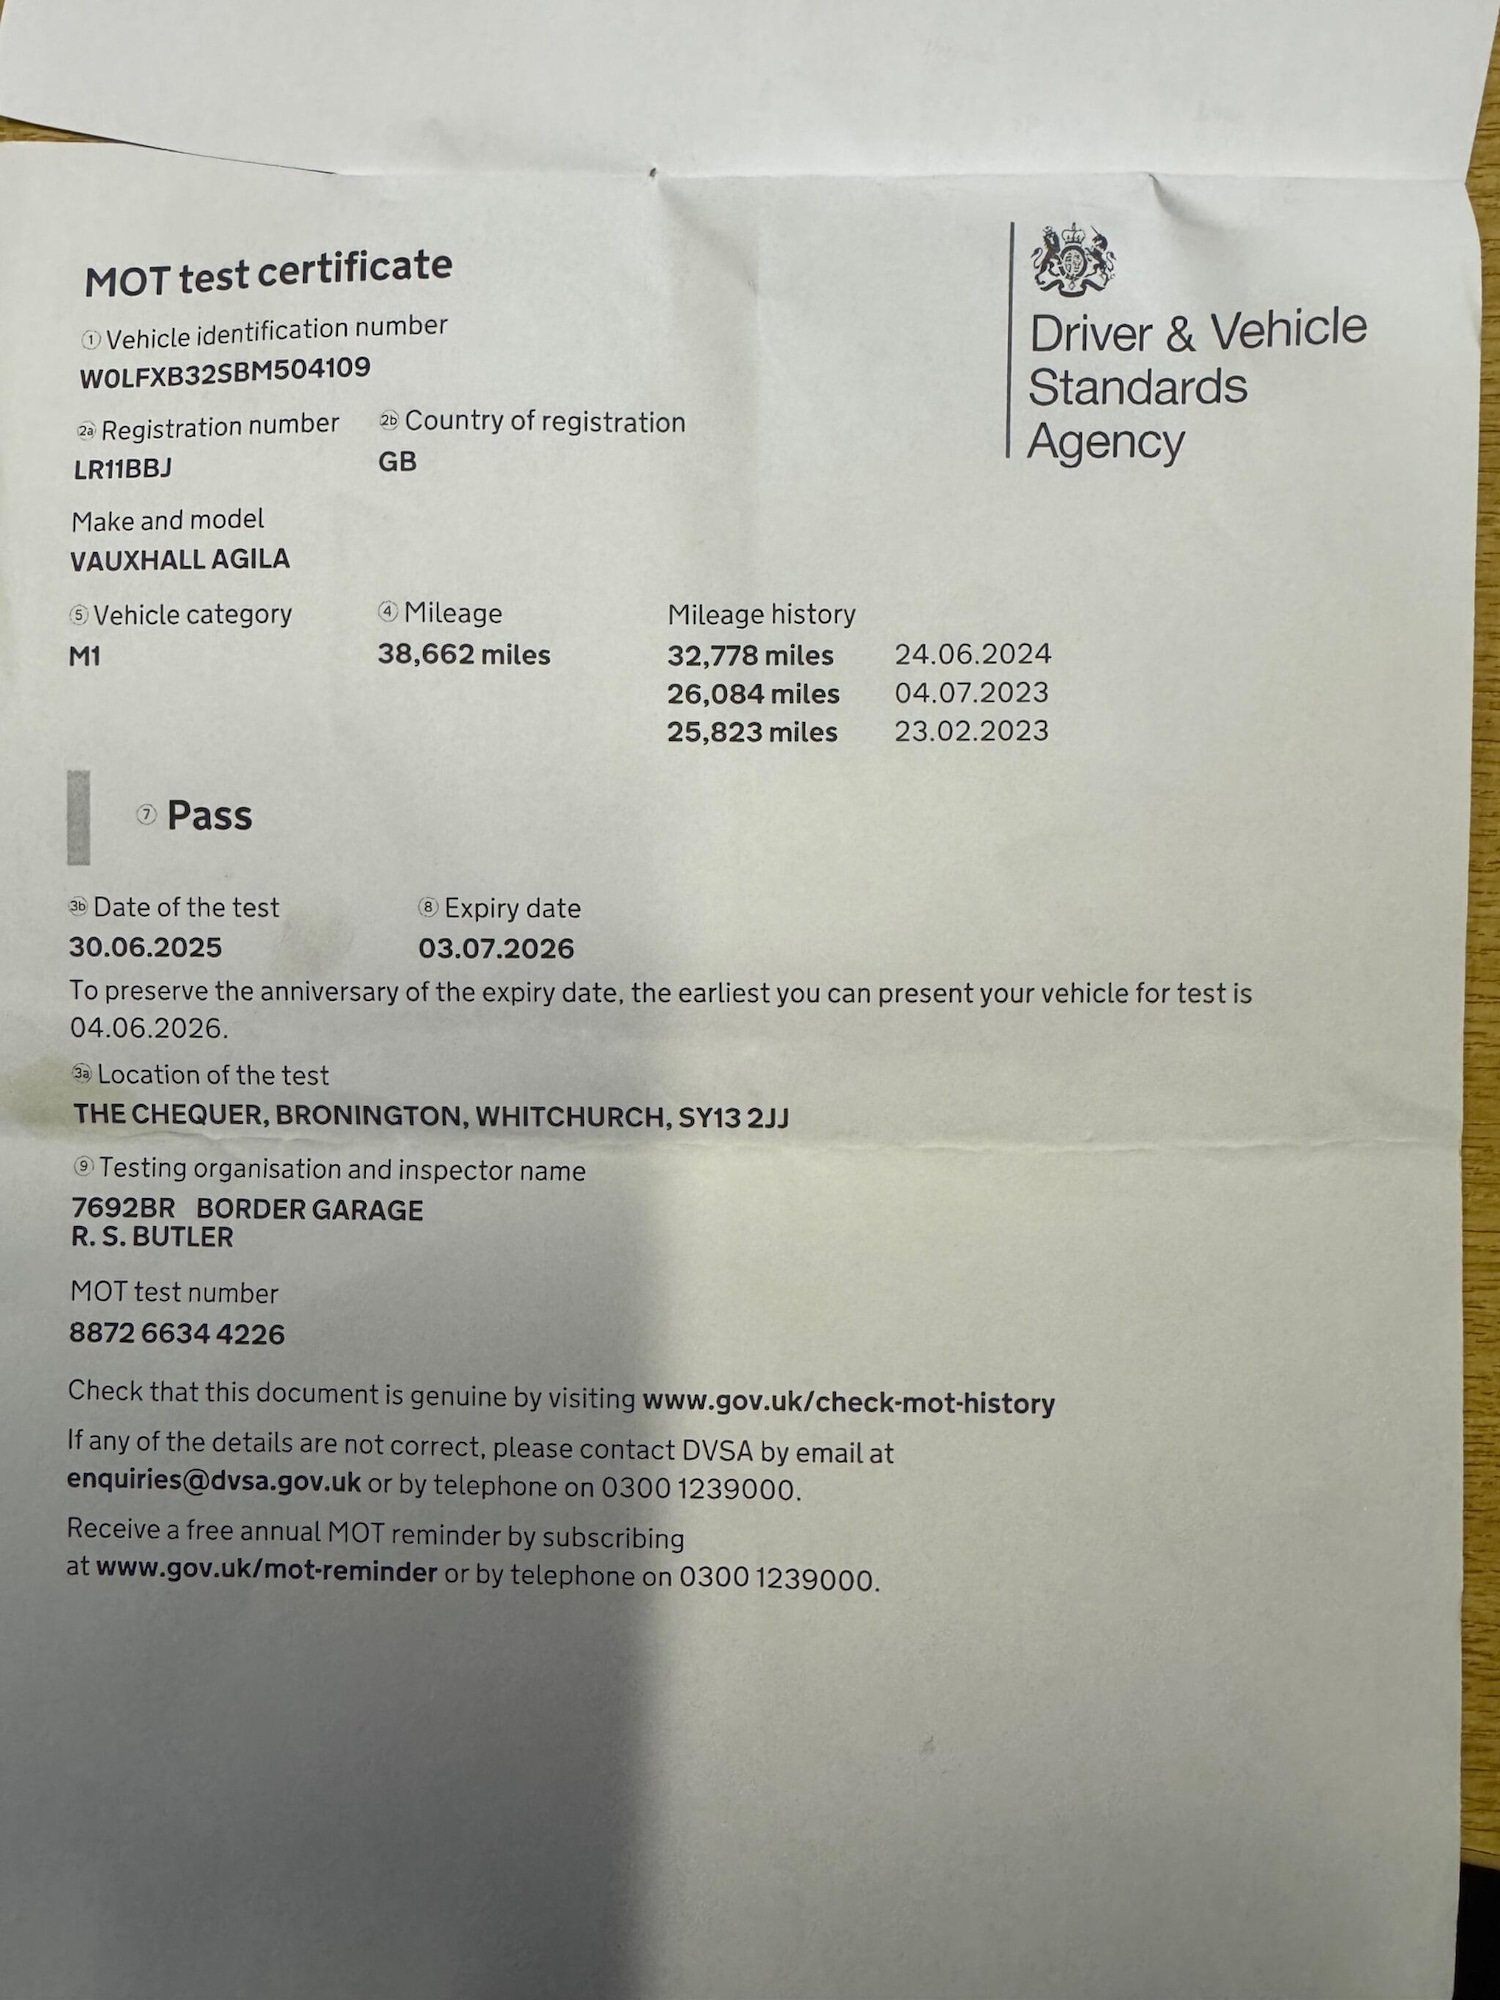 MOT test certificate
Driver & Vehicle
Standards
Agency
1 Vehicle identification number
W0LFXB32SBM504109
2a Registration number 2b Country of registration
LR11BBJ GB
Make and model
VAUXHALL AGILA
5 Vehicle category 4 Mileage Mileage history
M1 38,662 miles 32,778 miles 24.06.2024
26,084 miles 04.07.2023
25,823 miles 23.02.2023
7 Pass
3b Date of the test 8 Expiry date
30.06.2025 03.07.2026
To preserve the anniversary of the expiry date, the earliest you can present your vehicle for test is
04.06.2026.
3a Location of the test
THE CHEQUER, BRONINGTON, WHITCHURCH, SY13 2JJ
9 Testing organisation and inspector name
7692BR BORDER GARAGE
R. S. BUTLER
MOT test number
8872 6634 4226
Check that this document is genuine by visiting www.gov.uk/check-mot-history
If any of the details are not correct, please contact DVSA by email at
enquiries@dvsa.gov.uk or by telephone on 0300 1239000.
Receive a free annual MOT reminder by subscribing
at www.gov.uk/mot-reminder or by telephone on 0300 1239000.